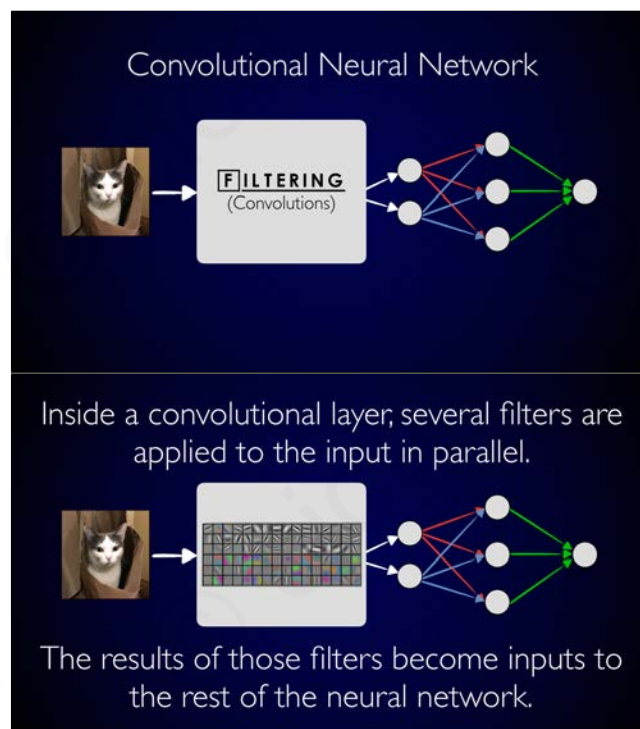 Convolutional Neural Network
FILTERING
(Convolutions)
Inside a convolutional layer, several filters are
applied to the input in parallel.
The results of those filters become inputs to
the rest of the neural network.